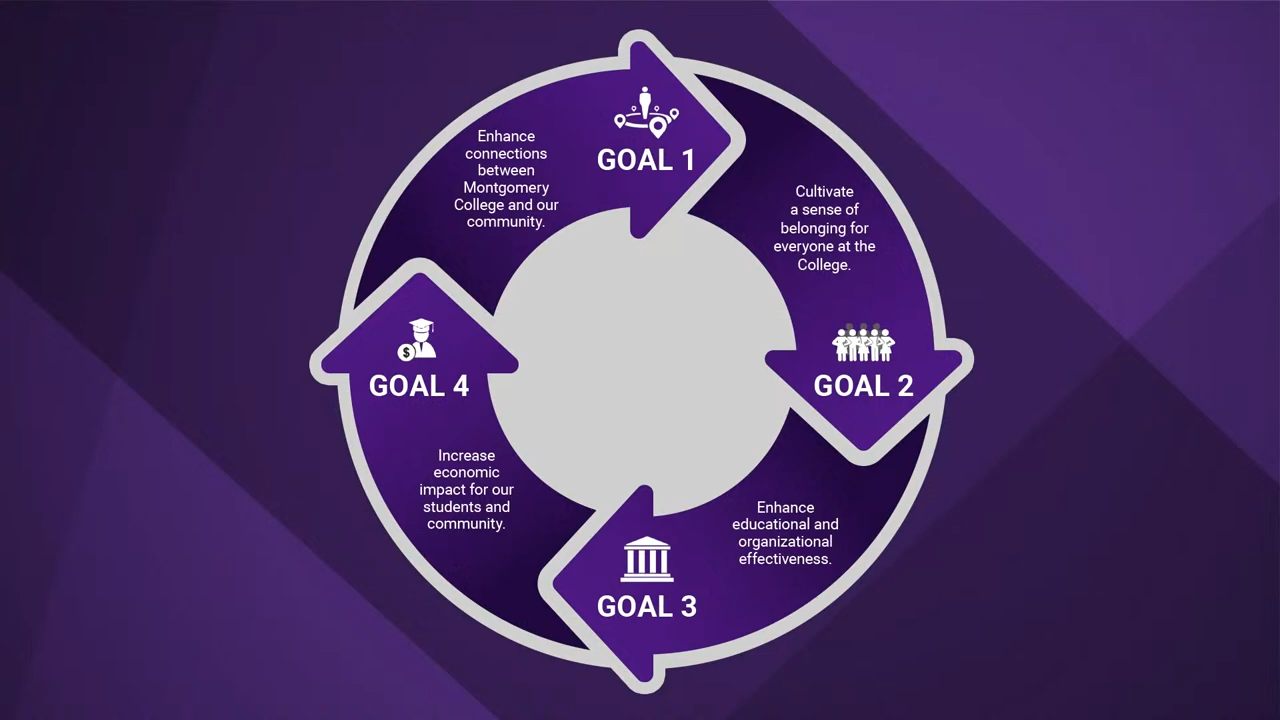 GOAL 1
Enhance
connections
between
Montgomery
College and our
community.
GOAL 2
Cultivate
a sense of
belonging for
everyone at the
College.
GOAL 3
Enhance
educational and
organizational
effectiveness.
GOAL 4
$
Increase
economic
impact for our
students and
community.